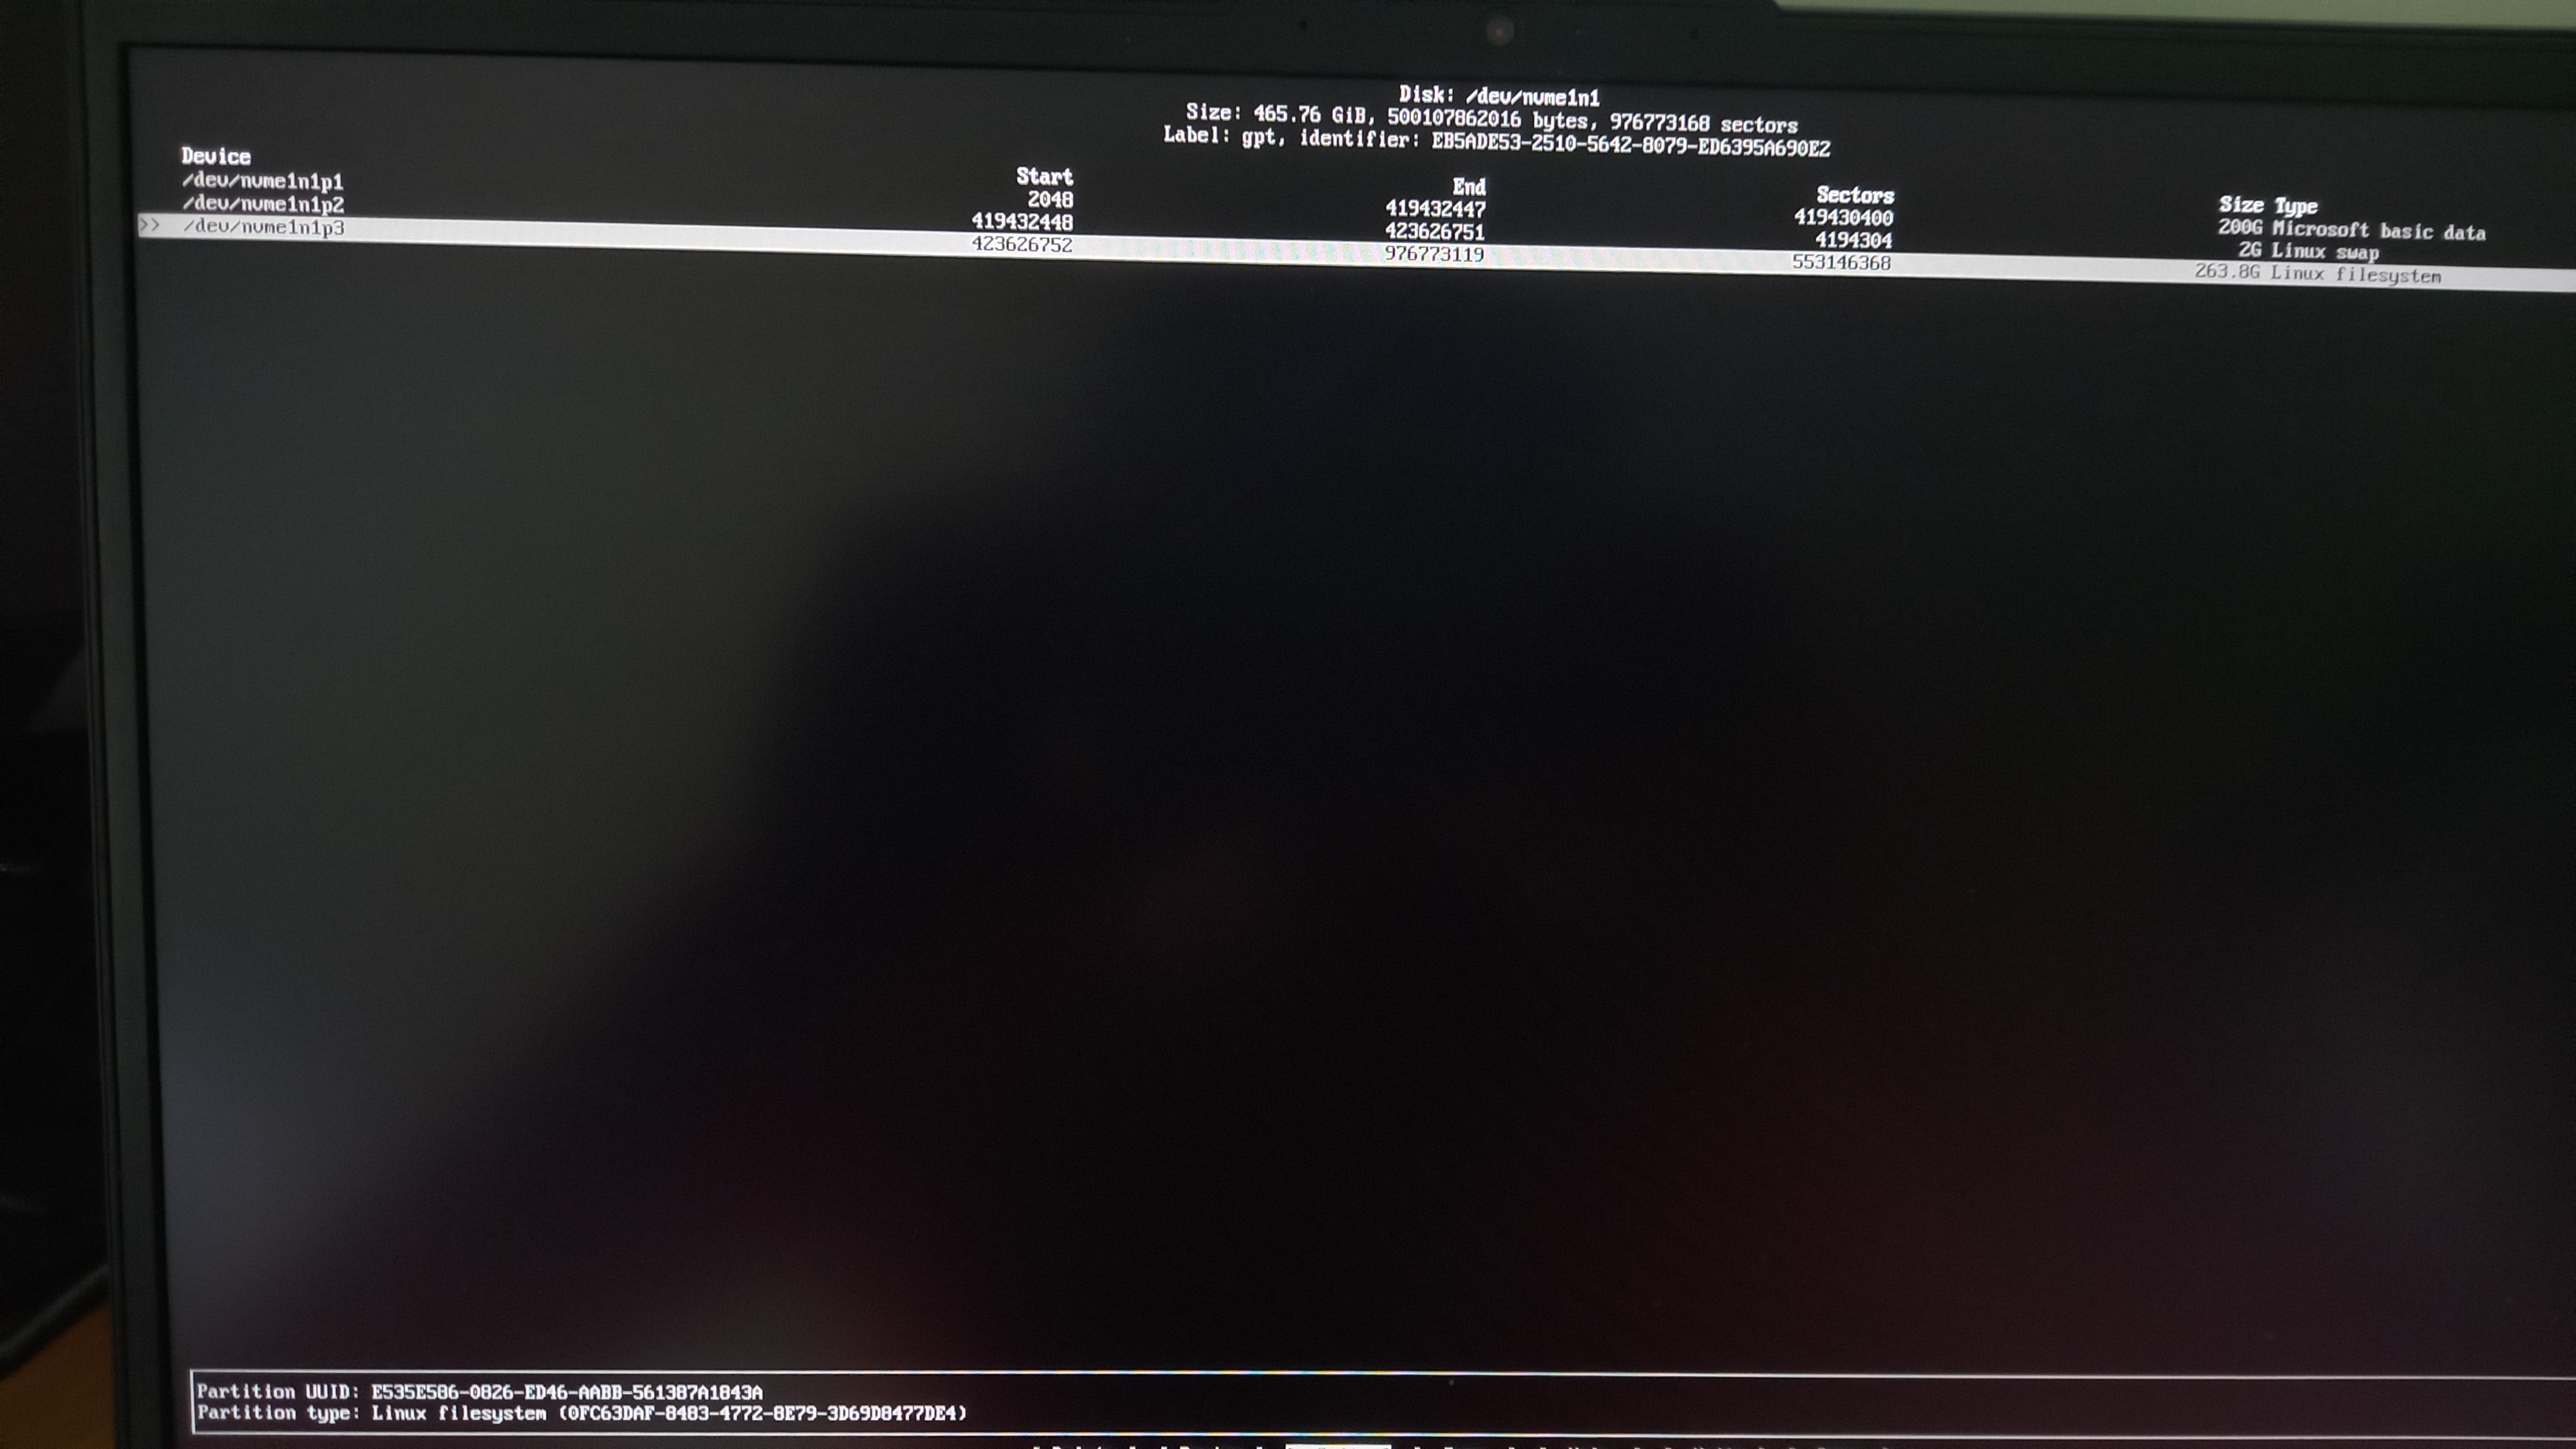 Disk: /dev/nvme1n1
Size: 465.76 GiB, 500107862016 bytes, 976773168 sectors
Label: gpt, identifier: EB5ADE53-2510-5642-8079-ED6395A690E2
Device Start End Sectors Size Type
/dev/nvme1n1p1 2048 419432447 419430400 200G Microsoft basic data
/dev/nvme1n1p2 419432448 423626751 4194304 2G Linux swap
>> /dev/nvme1n1p3 423626752 976773119 553146368 263.8G Linux filesystem
Partition UUID: E535E586-0826-ED46-AABB-561387A1843A
Partition type: Linux filesystem (0FC63DAF-8483-4772-8E79-3D69D8477DE4)